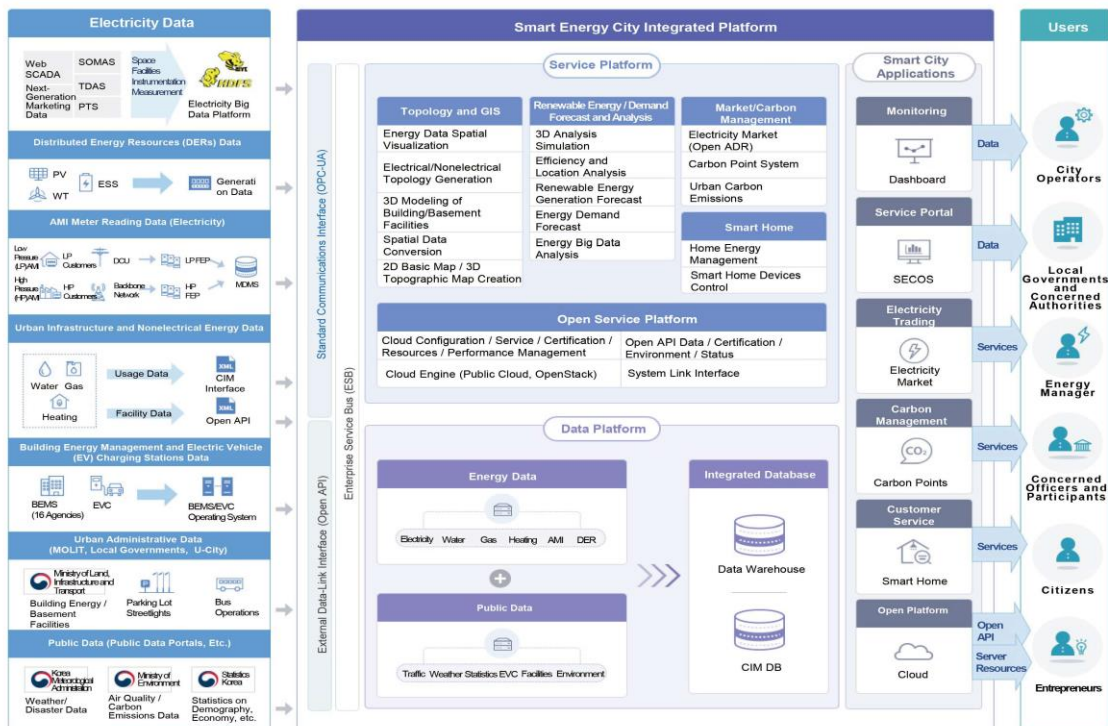 Electricity Data
Web
SCADA
Next-
Generation
Marketing
Data
SOMAS
TDAS
PTS
Space
Facilities
Instrumentation
Measurement
Electricity Big
Data Platform
Distributed Energy Resources (DERs) Data
PV
WT
ESS
Generati
on Data
AMI Meter Reading Data (Electricity)
Low
Pressure
(LP)/AMI
LP
Customers
DCU
LP FEP
High
Pressure
(HP)/AMI
HP
Customers
Backbone
Network
HP
FEP
MDMS
Urban Infrastructure and Nonelectrical Energy Data
Water
Gas
Heating
Usage Data
Facility Data
XML
CIM
Interface
XML
Open API
Building Energy Management and Electric Vehicle
(EV) Charging Stations Data
BEMS
(16 Agencies)
EVC
BEMS/EVC
Operating System
Urban Administrative Data
(MOLIT, Local Governments, U-City)
Ministry of Land,
Infrastructure and
Transport
Building Energy /
Basement
Facilities
Parking Lot
Streetlights
Bus
Operations
Public Data (Public Data Portals, Etc.)
Korea
Meteorological
Administration
Weather/
Disaster Data
Ministry of
Environment
Air Quality /
Carbon
Emissions Data
Statistics
Korea
Statistics on
Demography,
Economy, etc.
Smart Energy City Integrated Platform
Standard Communications Interface (OPC-UA)
External Data-Link Interface (Open API)
Enterprise Service Bus (ESB)
Service Platform
Topology and GIS
Energy Data Spatial
Visualization
Electrical/Nonelectrical
Topology Generation
3D Modeling of
Building/Basement
Facilities
Spatial Data
Conversion
2D Basic Map / 3D
Topographic Map Creation
Renewable Energy / Demand
Forecast and Analysis
3D Analysis
Simulation
Efficiency and
Location Analysis
Renewable Energy
Generation Forecast
Energy Demand
Forecast
Energy Big Data
Analysis
Market/Carbon
Management
Electricity Market
(Open ADR)
Carbon Point System
Urban Carbon
Emissions
Smart Home
Home Energy
Management
Smart Home Devices
Control
Open Service Platform
Cloud Configuration / Service / Certification /
Resources / Performance Management
Open API Data / Certification /
Environment / Status
Cloud Engine (Public Cloud, OpenStack)
System Link Interface
Data Platform
Energy Data
Electricity Water Gas Heating AMI DER
Public Data
Traffic Weather Statistics EVC Facilities Environment
Integrated Database
Data Warehouse
CIM DB
Smart City
Applications
Monitoring
Dashboard
Service Portal
SECOS
Electricity
Trading
Electricity
Market
Carbon
Management
CO₂
Carbon Points
Customer
Service
Smart Home
Open Platform
Cloud
Data
Data
Services
Services
Services
Open
API
Server
Resources
Users
City
Operators
Local
Governments
and
Concerned
Authorities
Energy
Manager
Concerned
Officers and
Participants
Citizens
Entrepreneurs